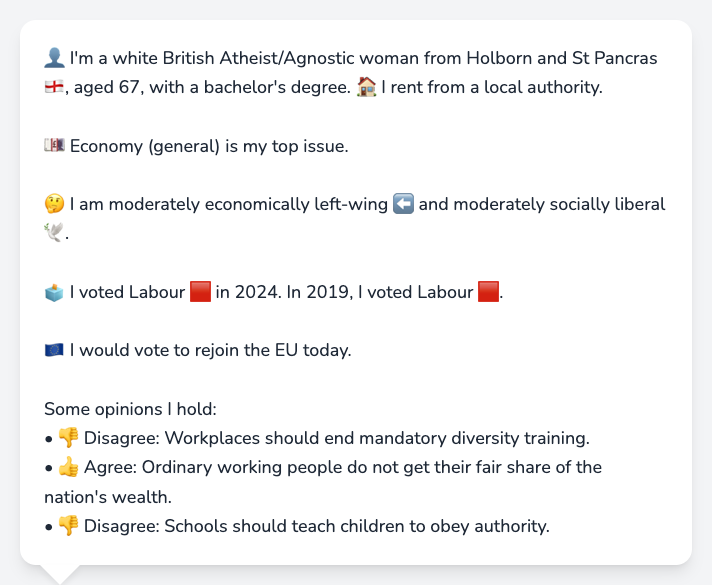 👤 I'm a white British Atheist/Agnostic woman from Holborn and St Pancras
🏴󠁧󠁢󠁥󠁮󠁧󠁿, aged 67, with a bachelor's degree. 🏠 I rent from a local authority.
💷 Economy (general) is my top issue.
🤔 I am moderately economically left-wing ⬅️ and moderately socially liberal
🕊️.
🗳️ I voted Labour 🟥 in 2024. In 2019, I voted Labour 🟥.
🇪🇺 I would vote to rejoin the EU today.
Some opinions I hold:
• 👎 Disagree: Workplaces should end mandatory diversity training.
• 👍 Agree: Ordinary working people do not get their fair share of the
nation's wealth.
• 👎 Disagree: Schools should teach children to obey authority.